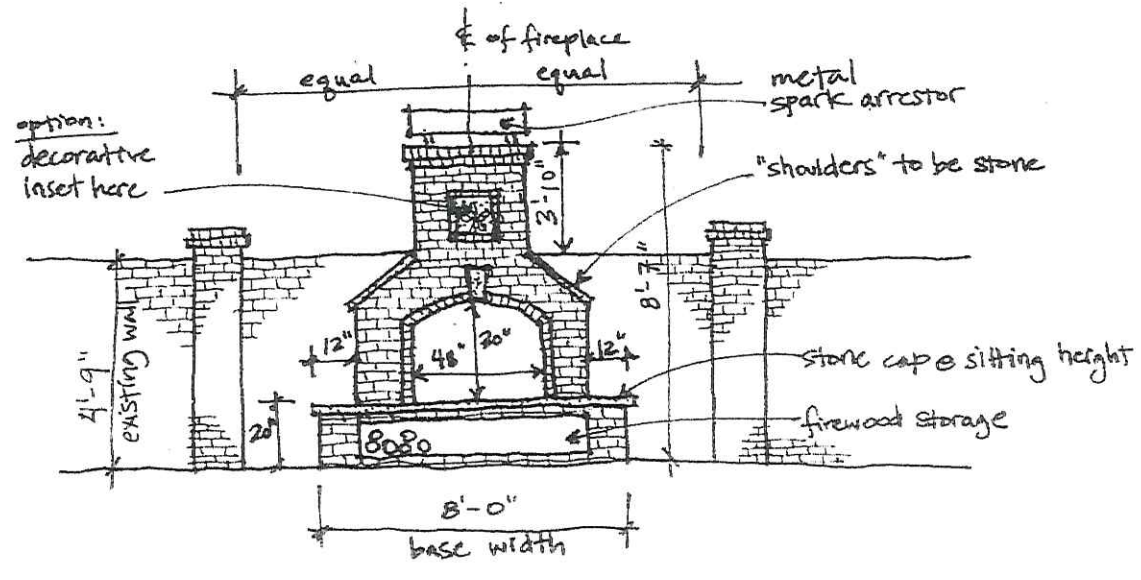 ℄ of fireplace
equal equal
metal
spark arrestor
option:
decorative
inset here
"shoulders" to be stone
3'-10"
8'-7"
12" 48" 30" 12"
4'-9"
existing wall
20"
stone cap @ sitting height
firewood storage
8'-0"
base width